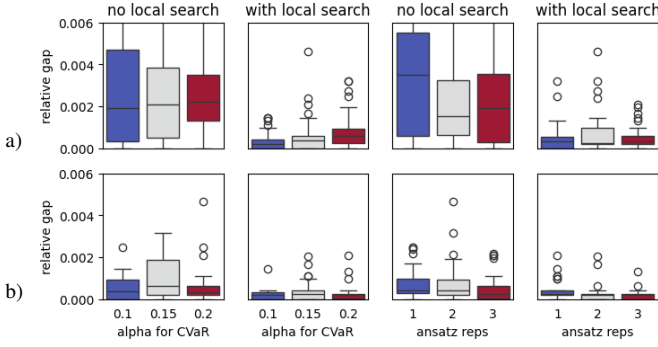 no local search with local search no local search with local search
a)
relative gap
0.006
0.004
0.002
0.000
b)
relative gap
0.006
0.004
0.002
0.000
0.1 0.15 0.2 0.1 0.15 0.2 1 2 3 1 2 3
alpha for CVaR alpha for CVaR ansatz reps ansatz reps